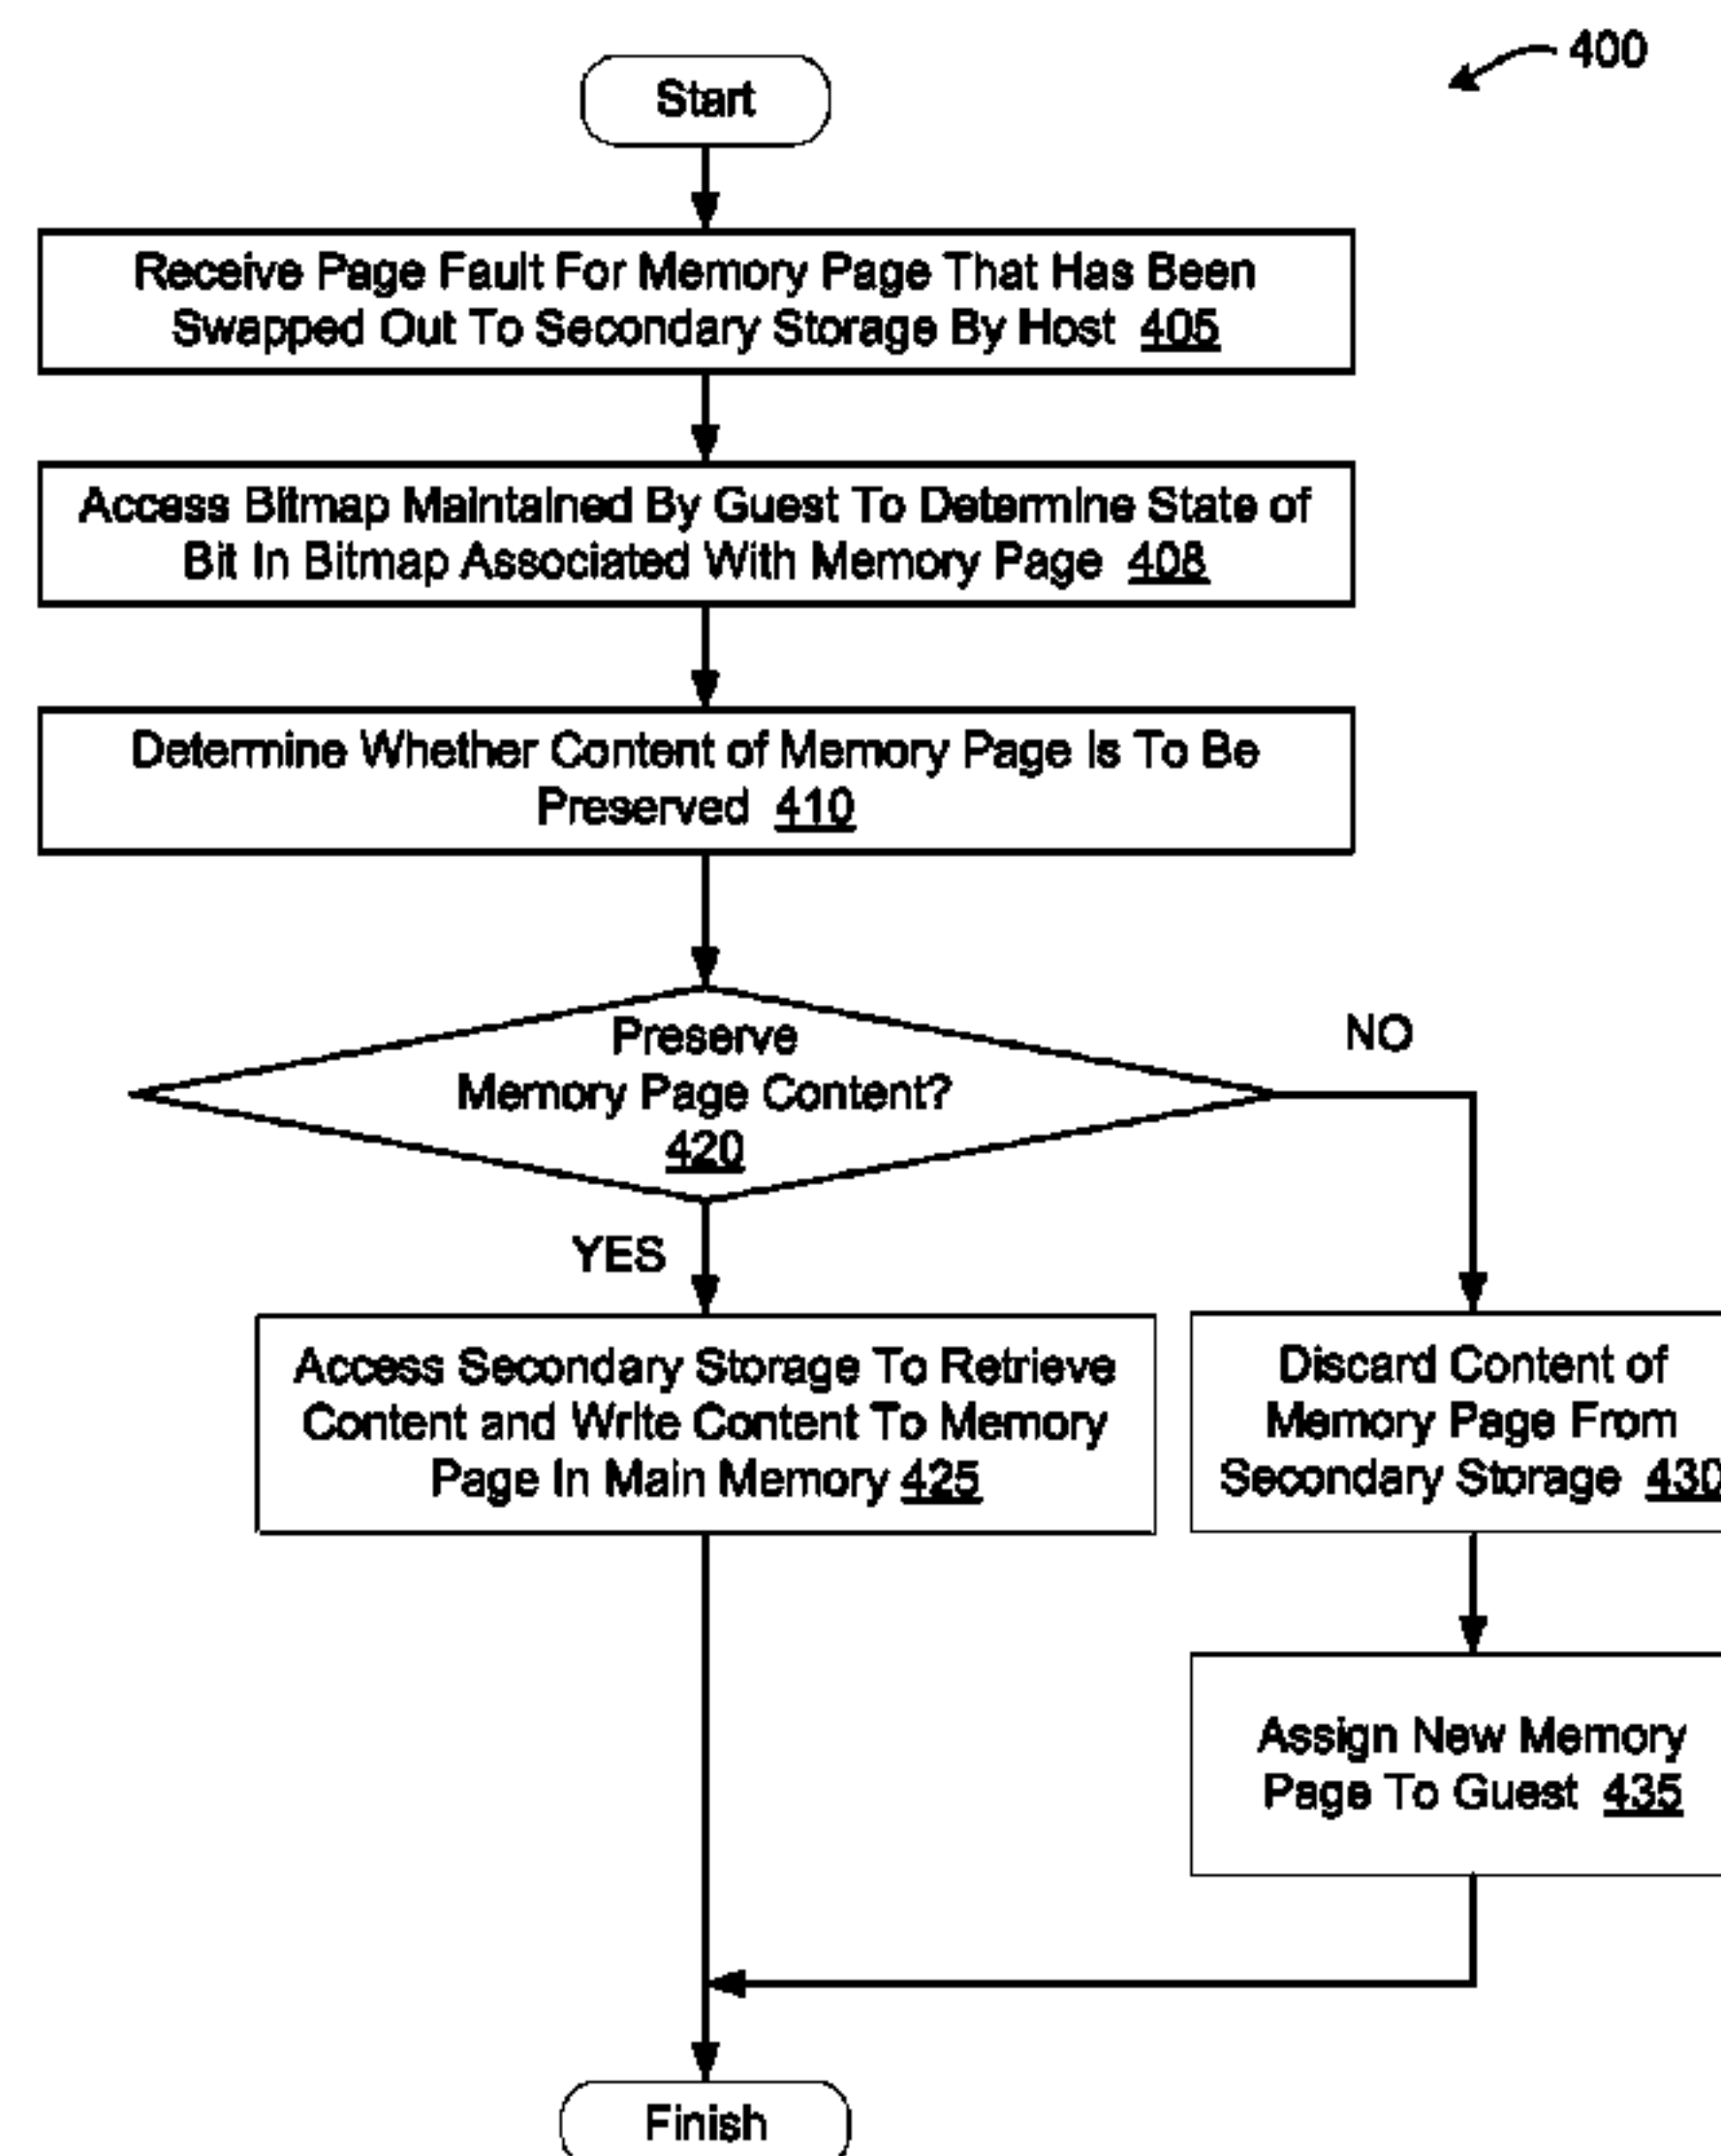 400
Start
Receive Page Fault For Memory Page That Has Been
Swapped Out To Secondary Storage By Host 405
Access Bitmap Maintained By Guest To Determine State of
Bit In Bitmap Associated With Memory Page 408
Determine Whether Content of Memory Page Is To Be
Preserved 410
Preserve
Memory Page Content?
420
NO
YES
Access Secondary Storage To Retrieve
Content and Write Content To Memory
Page In Main Memory 425
Discard Content of
Memory Page From
Secondary Storage 430
Assign New Memory
Page To Guest 435
Finish